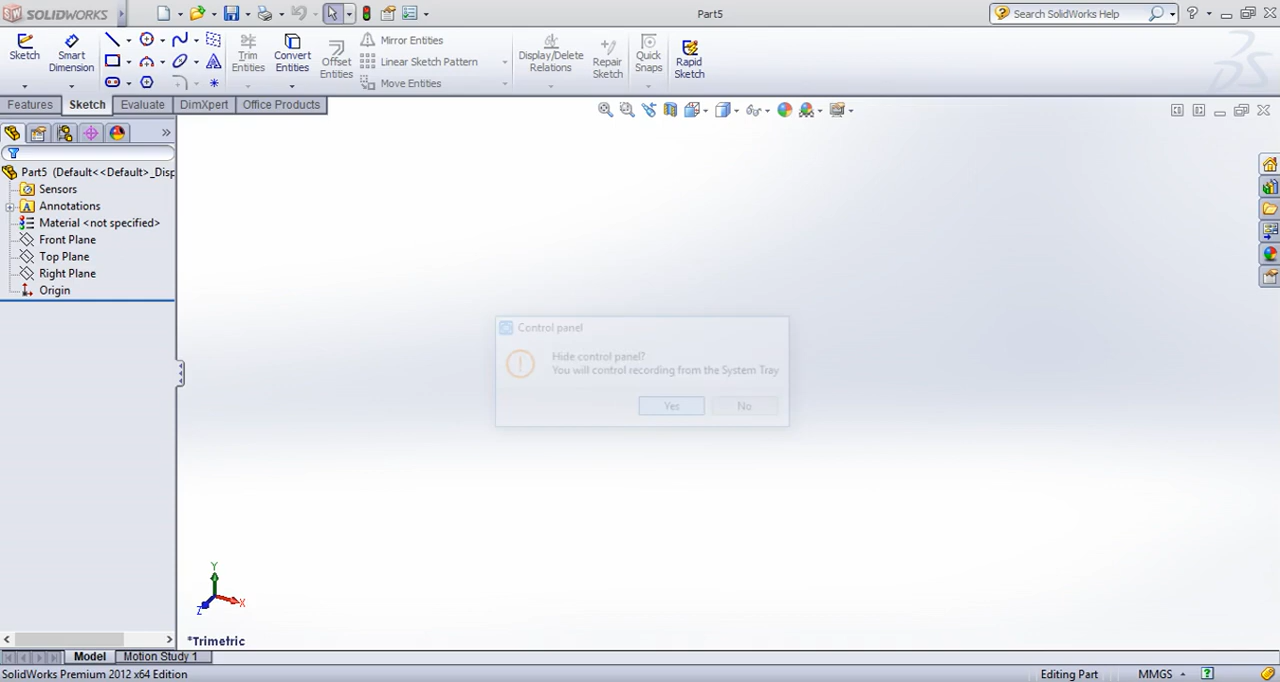 SOLIDWORKS
Part5
Search SolidWorks Help
Sketch
Smart Dimension
Trim Entities
Convert Entities
Offset Entities
Mirror Entities
Linear Sketch Pattern
Move Entities
Display/Delete Relations
Repair Sketch
Quick Snaps
Rapid Sketch
Features
Sketch
Evaluate
DimXpert
Office Products
Part5 (Default<<Default>_Disp
Sensors
Annotations
Material <not specified>
Front Plane
Top Plane
Right Plane
Origin
Control panel
Hide control panel?
You will control recording from the System Tray
Yes
No
Y
X
Z
*Trimetric
Model
Motion Study 1
SolidWorks Premium 2012 x64 Edition
Editing Part
MMGS